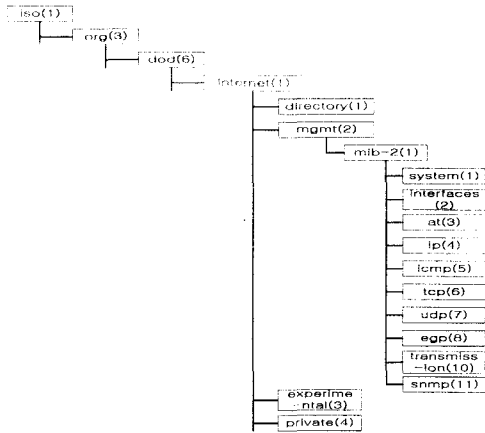 iso(1)
org(3)
dod(6)
Internet(1)
directory(1)
mgmt(2)
mib-2(1)
system(1)
interfaces
(2)
at(3)
ip(4)
icmp(5)
tcp(6)
udp(7)
egp(8)
transmiss
-ion(10)
snmp(11)
experime
-ntal(3)
private(4)